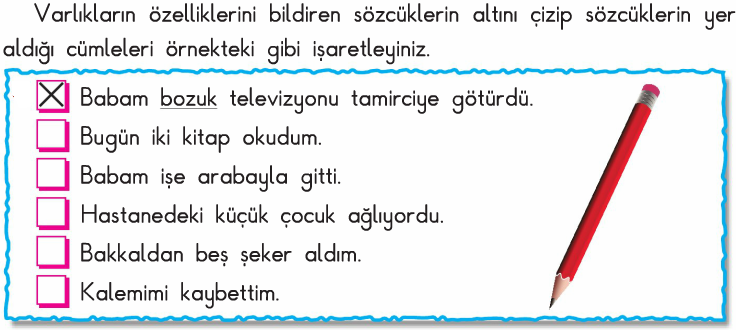 Varlıkların özelliklerini bildiren sözcüklerin altını çizip sözcüklerin yer
aldığı cümleleri örnekteki gibi işaretleyiniz.
Babam bozuk televizyonu tamirciye götürdü.
Bugün iki kitap okudum.
Babam işe arabayla gitti.
Hastanedeki küçük çocuk ağlıyordu.
Bakkaldan beş şeker aldım.
Kalemimi kaybettim.